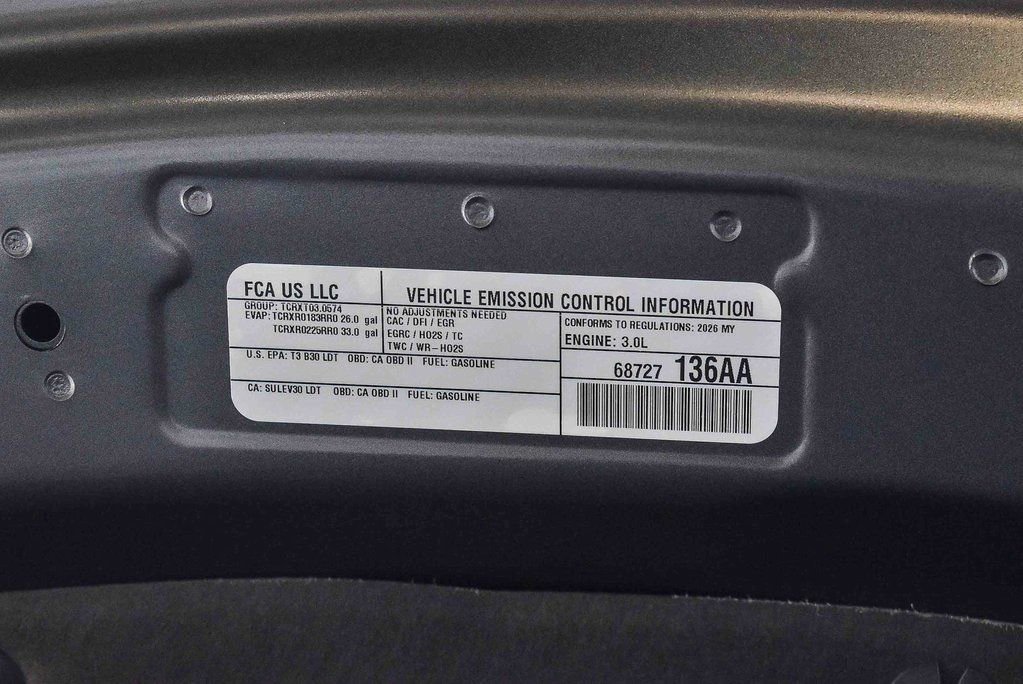 FCA US LLC
VEHICLE EMISSION CONTROL INFORMATION
GROUP: TCRXT03.0574
EVAP: TCRXR0183RR0 26.0 gal
TCRXR0225RR0 33.0 gal
NO ADJUSTMENTS NEEDED
CAC / DFI / EGR
EGRC / HO2S / TC
TWC / WR-HO2S
CONFORMS TO REGULATIONS: 2026 MY
ENGINE: 3.0L
U.S. EPA: T3 B30 LDT OBD: CA OBD II FUEL: GASOLINE
CA: SULEV30 LDT OBD: CA OBD II FUEL: GASOLINE
68727 136AA